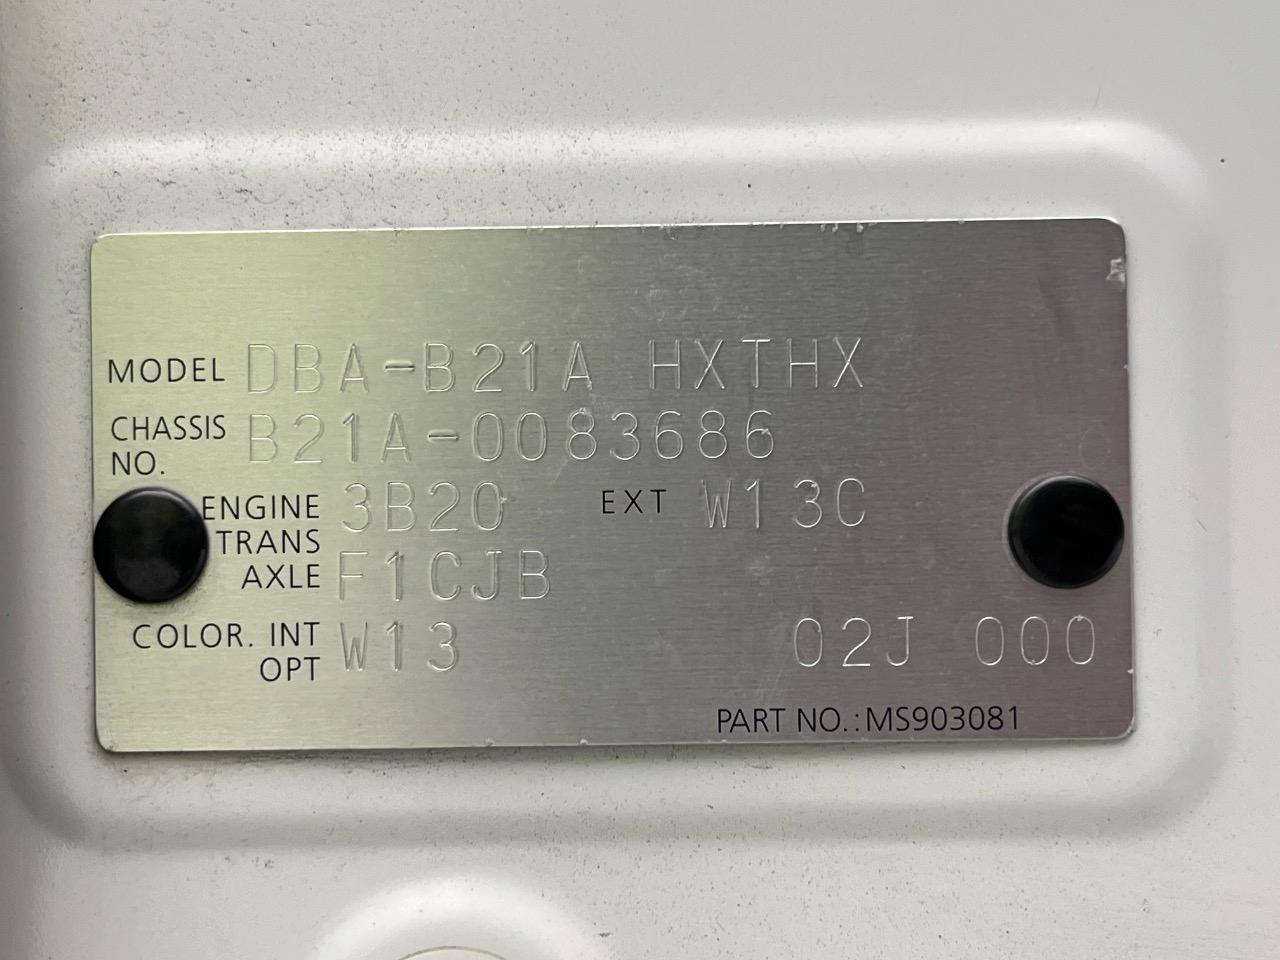 MODEL DBA-B21A HXTHX
CHASSIS NO. B21A-0083686
ENGINE 3B20 EXT W13C
TRANS AXLE F1CJB
COLOR. INT OPT W13 02J 000
PART NO.:MS903081